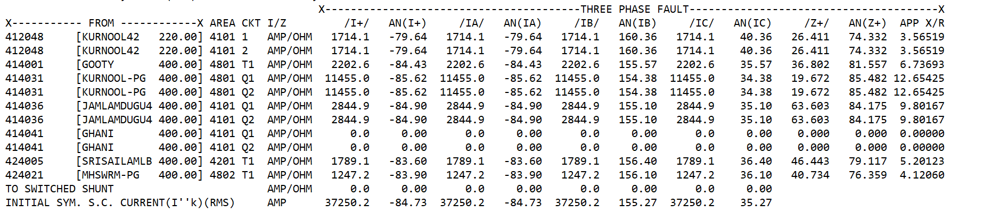 X----------------------------------------THREE PHASE FAULT---------------------------------------X
X----------- FROM ------------X AREA CKT I/Z /I+/ AN(I+) /IA/ AN(IA) /IB/ AN(IB) /IC/ AN(IC) /Z+/ AN(Z+) APP X/R
412048 [KURNOOL42 220.00] 4101 1 AMP/OHM 1714.1 -79.64 1714.1 -79.64 1714.1 160.36 1714.1 40.36 26.411 74.332 3.56519
412048 [KURNOOL42 220.00] 4101 2 AMP/OHM 1714.1 -79.64 1714.1 -79.64 1714.1 160.36 1714.1 40.36 26.411 74.332 3.56519
414001 [GOOTY 400.00] 4801 T1 AMP/OHM 2202.6 -84.43 2202.6 -84.43 2202.6 155.57 2202.6 35.57 36.802 81.557 6.73693
414031 [KURNOOL-PG 400.00] 4801 Q1 AMP/OHM 11455.0 -85.62 11455.0 -85.62 11455.0 154.38 11455.0 34.38 19.672 85.482 12.65425
414031 [KURNOOL-PG 400.00] 4801 Q2 AMP/OHM 11455.0 -85.62 11455.0 -85.62 11455.0 154.38 11455.0 34.38 19.672 85.482 12.65425
414036 [JAMLAMDUGU4 400.00] 4101 Q1 AMP/OHM 2844.9 -84.90 2844.9 -84.90 2844.9 155.10 2844.9 35.10 63.603 84.175 9.80167
414036 [JAMLAMDUGU4 400.00] 4101 Q2 AMP/OHM 2844.9 -84.90 2844.9 -84.90 2844.9 155.10 2844.9 35.10 63.603 84.175 9.80167
414041 [GHANI 400.00] 4101 Q1 AMP/OHM 0.0 0.00 0.0 0.00 0.0 0.00 0.0 0.00 0.000 0.000 0.00000
414041 [GHANI 400.00] 4101 Q2 AMP/OHM 0.0 0.00 0.0 0.00 0.0 0.00 0.0 0.00 0.000 0.000 0.00000
424005 [SRISAILAMLB 400.00] 4201 T1 AMP/OHM 1789.1 -83.60 1789.1 -83.60 1789.1 156.40 1789.1 36.40 46.443 79.117 5.20123
424021 [MHSWRM-PG 400.00] 4802 T1 AMP/OHM 1247.2 -83.90 1247.2 -83.90 1247.2 156.10 1247.2 36.10 40.734 76.359 4.12060
TO SWITCHED SHUNT AMP/OHM 0.0 0.00 0.0 0.00 0.0 0.00 0.0 0.00
INITIAL SYM. S.C. CURRENT(I''k)(RMS) AMP 37250.2 -84.73 37250.2 -84.73 37250.2 155.27 37250.2 35.27